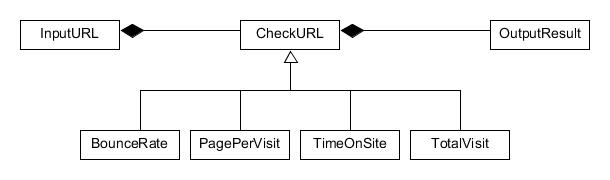 InputURL
CheckURL
OutputResult
BounceRate
PagePerVisit
TimeOnSite
TotalVisit